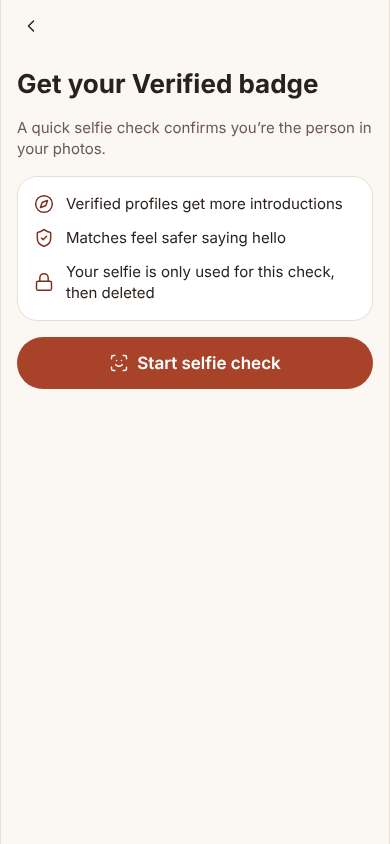 Get your Verified badge
A quick selfie check confirms you’re the person in
your photos.
Verified profiles get more introductions
Matches feel safer saying hello
Your selfie is only used for this check,
then deleted
Start selfie check